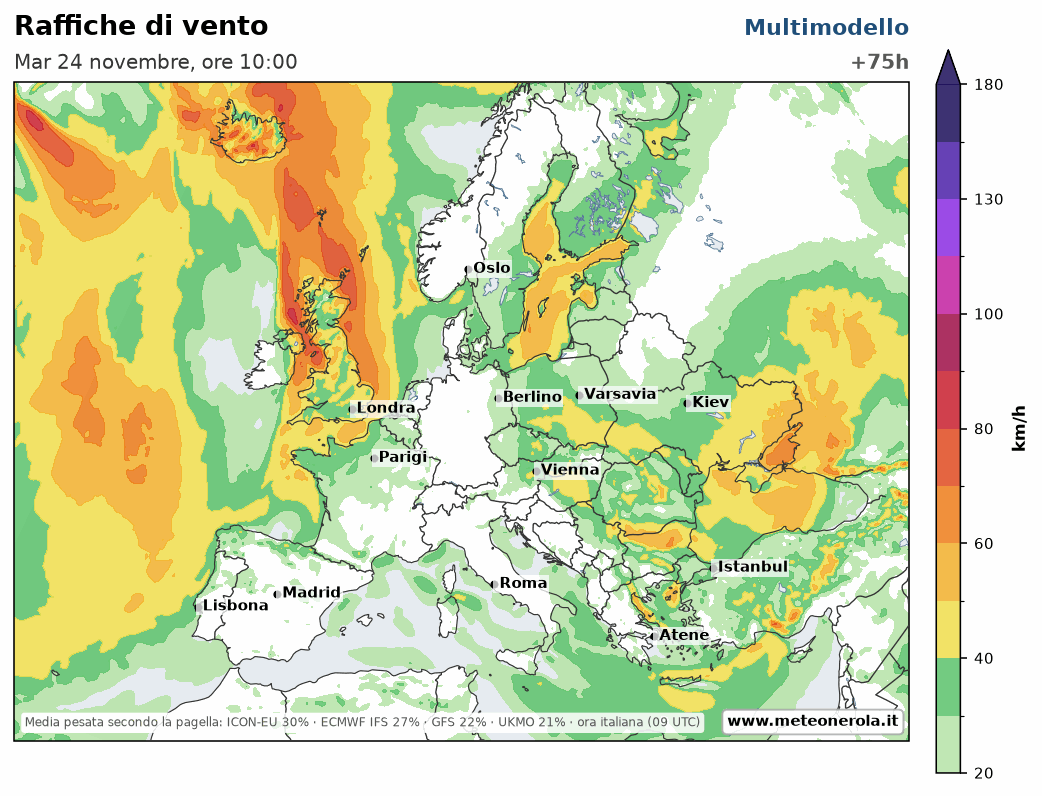 Raffiche di vento
Multimodello
Mar 24 novembre, ore 10:00
+75h
180
130
100
80
60
40
20
km/h
Oslo
Berlino
Varsavia
Kiev
Londra
Parigi
Vienna
Istanbul
Roma
Madrid
Lisbona
Atene
Media pesata secondo la pagella: ICON-EU 30% · ECMWF IFS 27% · GFS 22% · UKMO 21% · ora italiana (09 UTC)
www.meteonerola.it